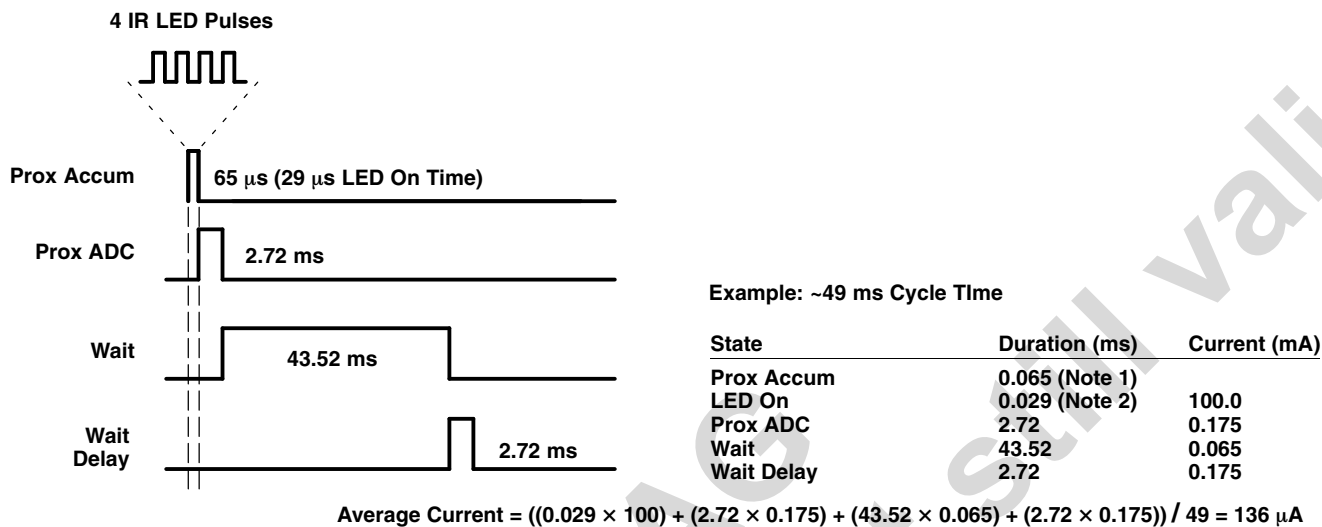 4 IR LED Pulses
Prox Accum
65 μs (29 μs LED On Time)
Prox ADC
2.72 ms
Wait
43.52 ms
Wait
Delay
2.72 ms
Example: ~49 ms Cycle TIme
State Duration (ms) Current (mA)
Prox Accum 0.065 (Note 1)
LED On 0.029 (Note 2) 100.0
Prox ADC 2.72 0.175
Wait 43.52 0.065
Wait Delay 2.72 0.175
Average Current = ((0.029 × 100) + (2.72 × 0.175) + (43.52 × 0.065) + (2.72 × 0.175)) / 49 = 136 μA
AG
still vali